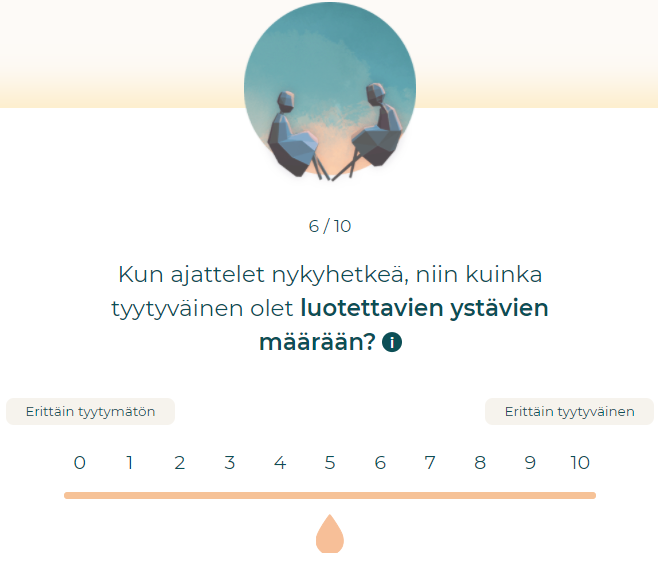 6 / 10
Kun ajattelet nykyhetkeä, niin kuinka
tyytyväinen olet luotettavien ystävien
määrään? i
Erittäin tyytymätön Erittäin tyytyväinen
0 1 2 3 4 5 6 7 8 9 10